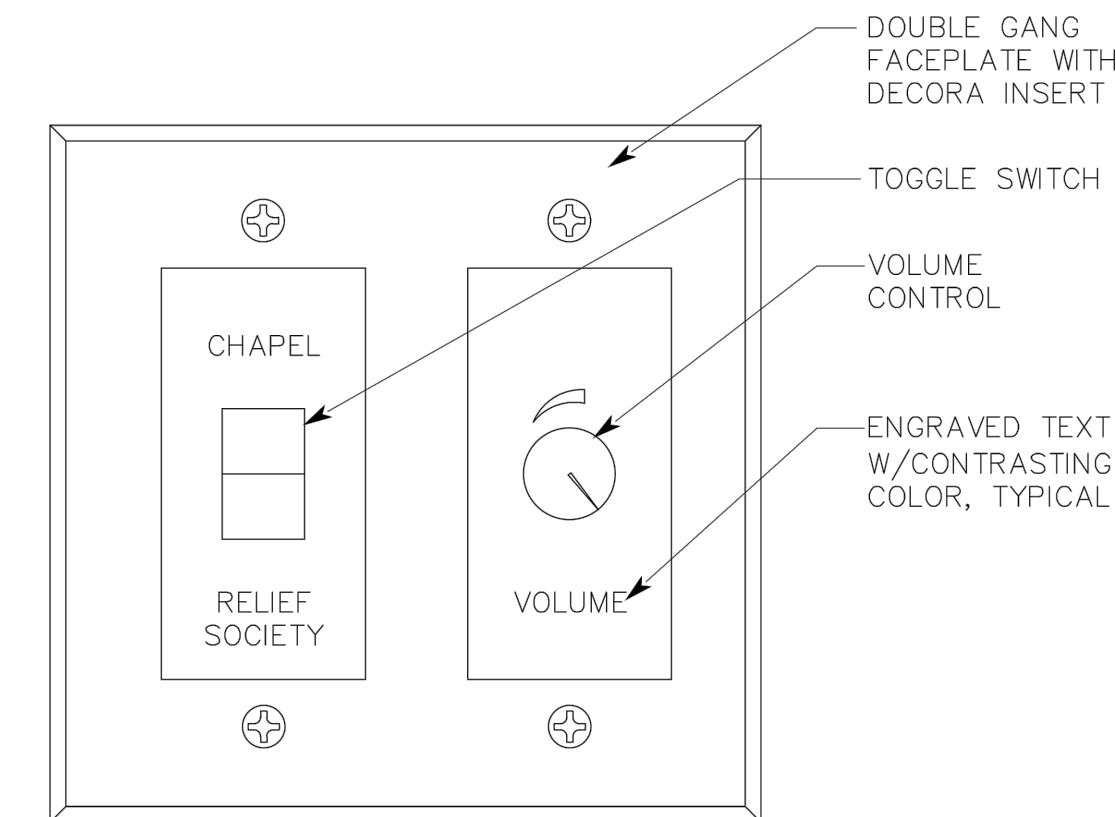 DOUBLE GANG
FACEPLATE WITH
DECORA INSERT
TOGGLE SWITCH
VOLUME
CONTROL
CHAPEL
ENGRAVED TEXT
W/CONTRASTING
COLOR, TYPICAL
RELIEF
SOCIETY
VOLUME